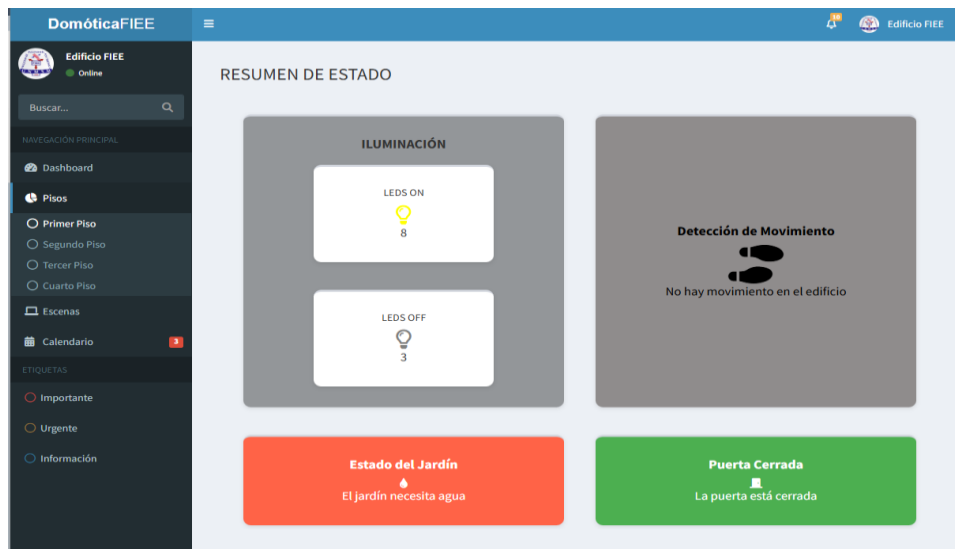 DomóticaFIEE
10
Edificio FIEE
Edificio FIEE
Online
Buscar...
NAVEGACIÓN PRINCIPAL
Dashboard
Pisos
Primer Piso
Segundo Piso
Tercer Piso
Cuarto Piso
Escenas
Calendario 3
ETIQUETAS
Importante
Urgente
Información
RESUMEN DE ESTADO
ILUMINACIÓN
LEDS ON
8
LEDS OFF
3
Detección de Movimiento
No hay movimiento en el edificio
Estado del Jardín
El jardín necesita agua
Puerta Cerrada
La puerta está cerrada